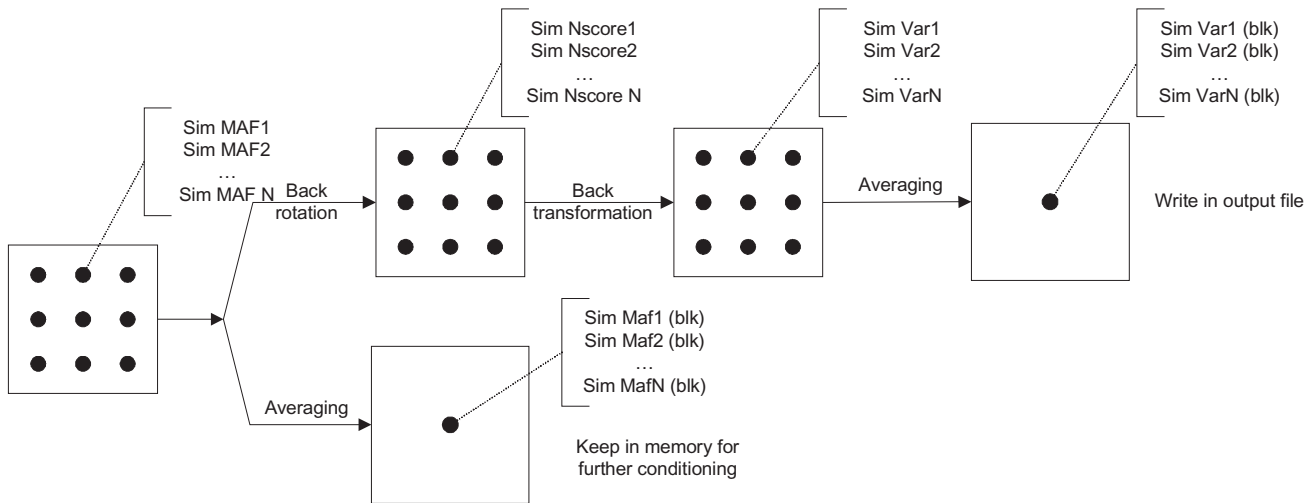 Sim Nscore1
Sim Nscore2
...
Sim Nscore N
Sim Var1
Sim Var2
...
Sim VarN
Sim Var1 (blk)
Sim Var2 (blk)
...
Sim VarN (blk)
Sim MAF1
Sim MAF2
...
Sim MAF N
Back
rotation
Back
transformation
Averaging
Write in output file
Sim Maf1 (blk)
Sim Maf2 (blk)
...
Sim MafN (blk)
Averaging
Keep in memory for
further conditioning